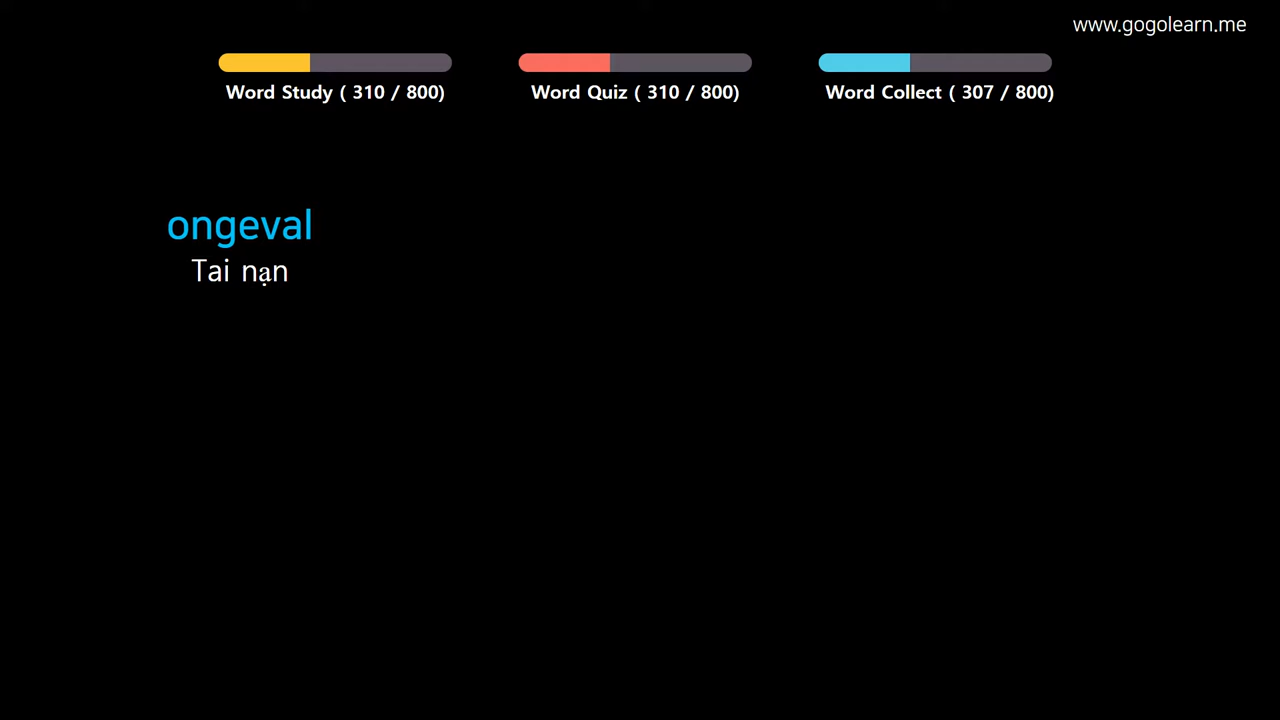 www.gogolearn.me
Word Study ( 310 / 800)
Word Quiz ( 310 / 800)
Word Collect ( 307 / 800)
ongeval
Tai nạn